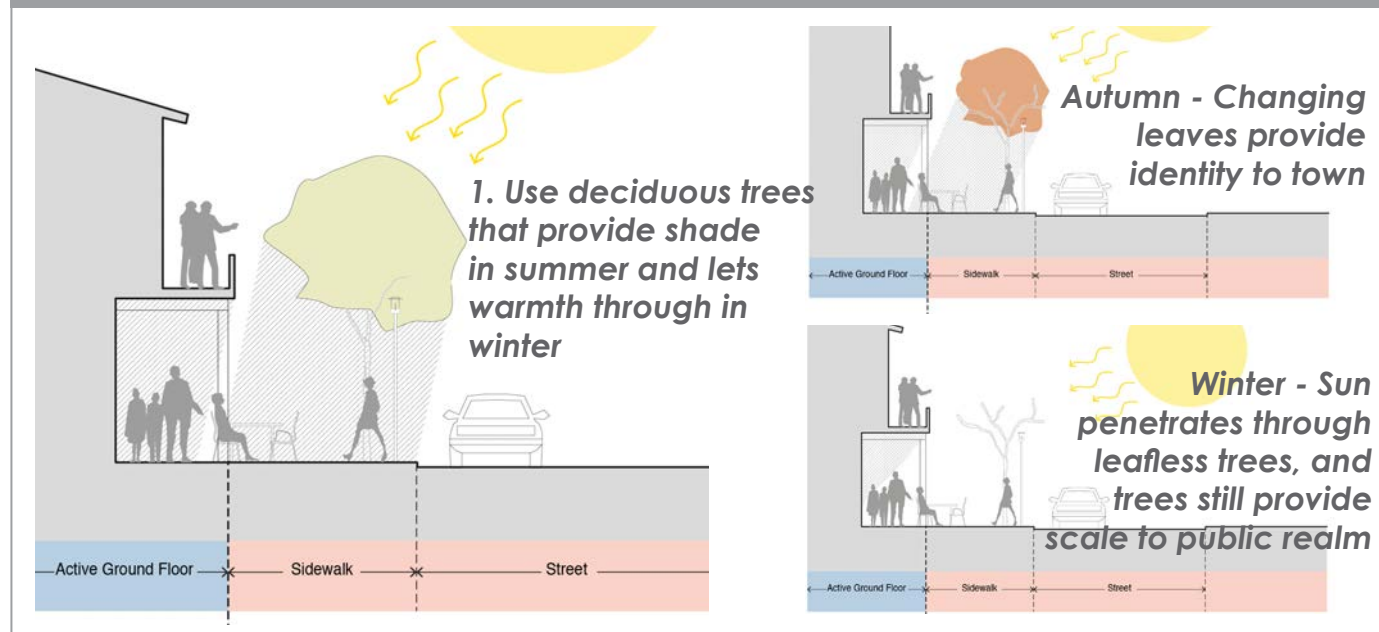 1. Use deciduous trees
that provide shade
in summer and lets
warmth through in
winter
Active Ground Floor
Sidewalk
Street
Autumn - Changing
leaves provide
identity to town
Active Ground Floor
Sidewalk
Street
Winter - Sun
penetrates through
leafless trees, and
trees still provide
scale to public realm
Active Ground Floor
Sidewalk
Street